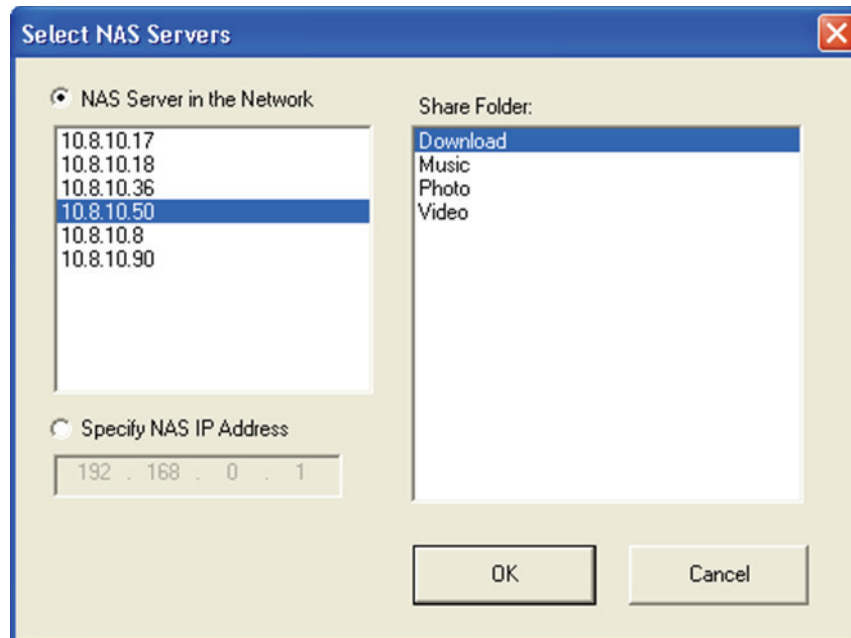 Select NAS Servers
NAS Server in the Network
10.8.10.17
10.8.10.18
10.8.10.36
10.8.10.50
10.8.10.8
10.8.10.90
Specify NAS IP Address
192 . 168 . 0 . 1
Share Folder:
Download
Music
Photo
Video
OK
Cancel